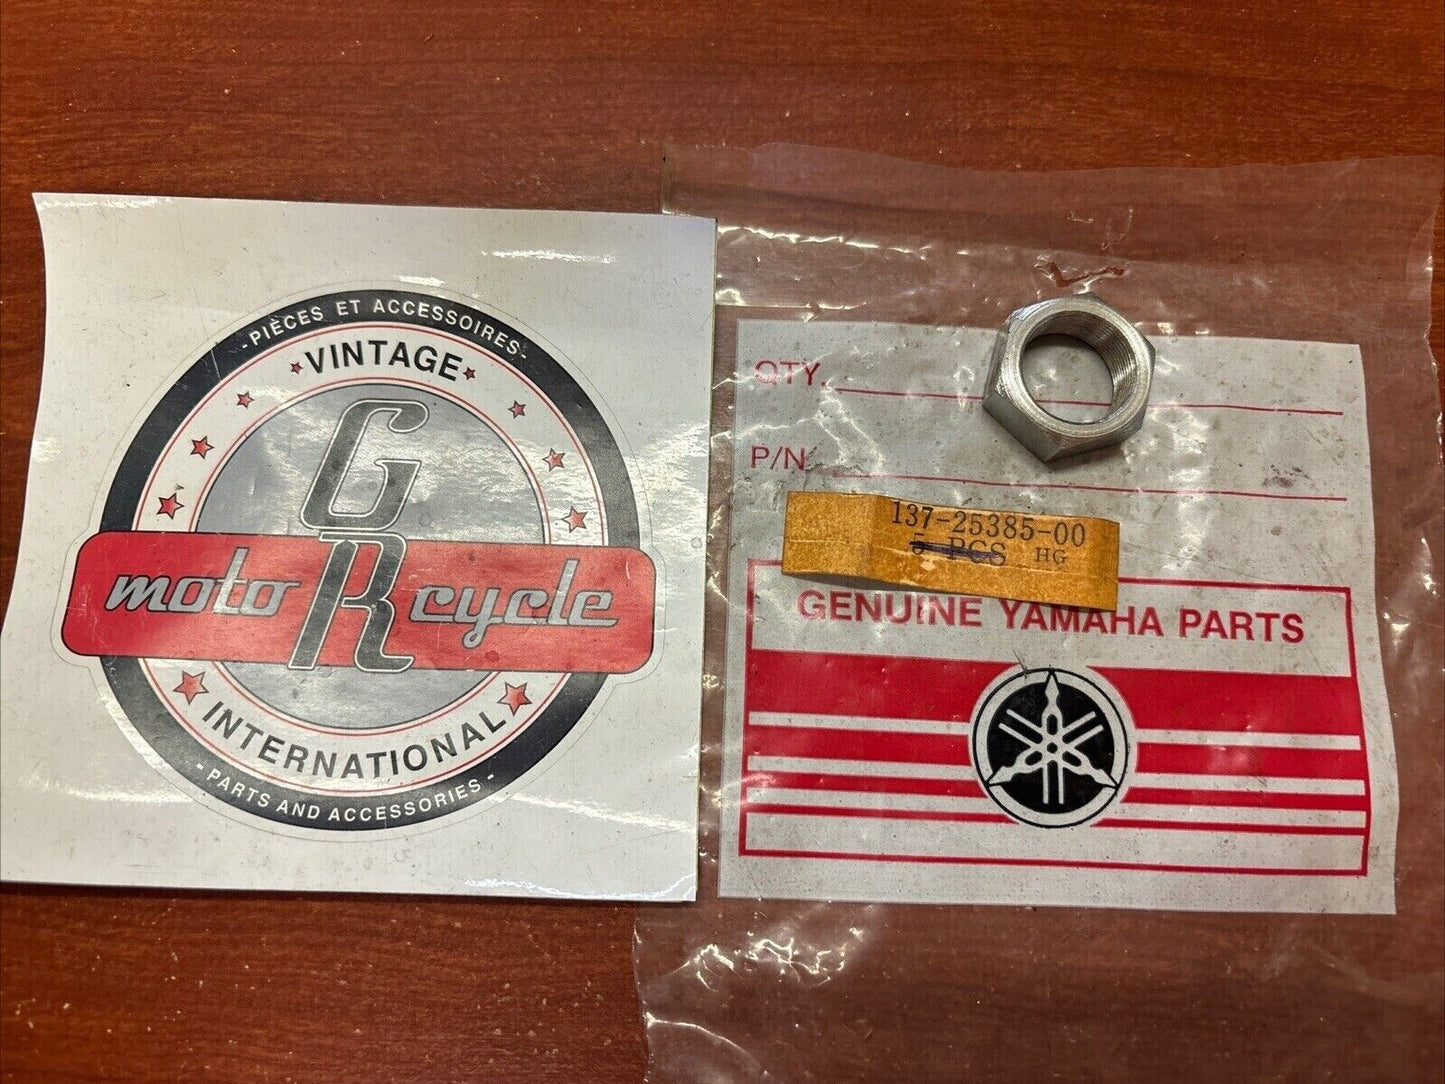 -PIÈCES ET ACCESSOIRES-
VINTAGE
GR
moto cycle
INTERNATIONAL
- PARTS AND ACCESSORIES -
QTY.
P/N
137-25385-00
5 PCS HG
GENUINE YAMAHA PARTS